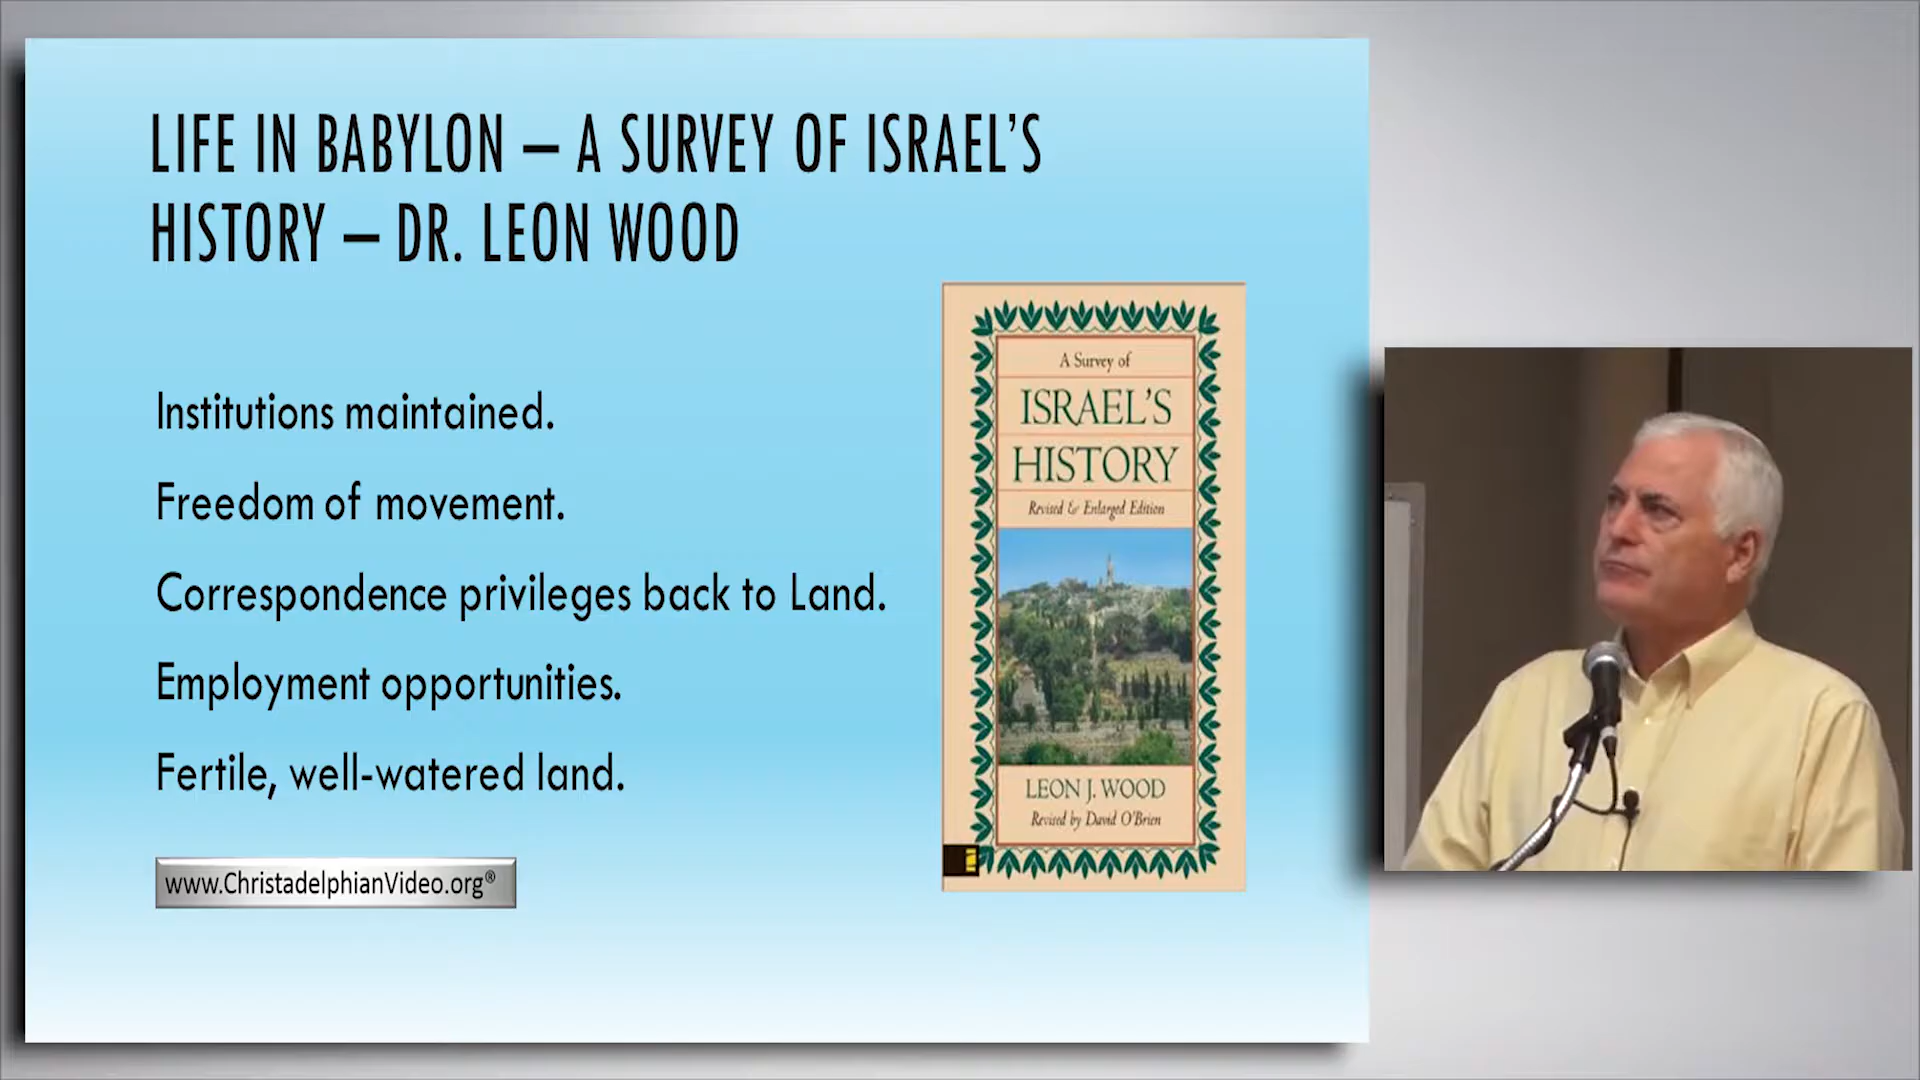 LIFE IN BABYLON – A SURVEY OF ISRAEL'S
HISTORY – DR. LEON WOOD
Institutions maintained.
Freedom of movement.
Correspondence privileges back to Land.
Employment opportunities.
Fertile, well-watered land.
www.ChristadelphianVideo.org®
A Survey of
ISRAEL'S
HISTORY
Revised & Enlarged Edition
LEON J. WOOD
Revised by David O'Brien